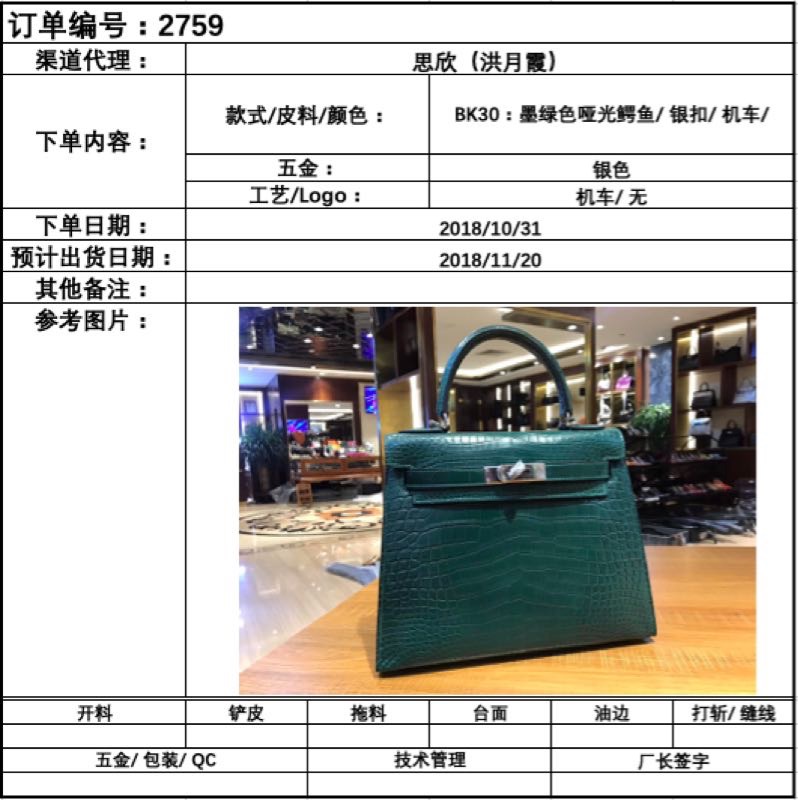 订单编号：2759
渠道代理： 思欣（洪月霞）
下单内容： 款式/皮料/颜色： BK30：墨绿色哑光鳄鱼/ 银扣/ 机车/
五金： 银色
工艺/Logo： 机车/ 无
下单日期： 2018/10/31
预计出货日期： 2018/11/20
其他备注：
参考图片：
开料 铲皮 拖料 台面 油边 打斩/ 缝线
五金/ 包装/ QC 技术管理 厂长签字